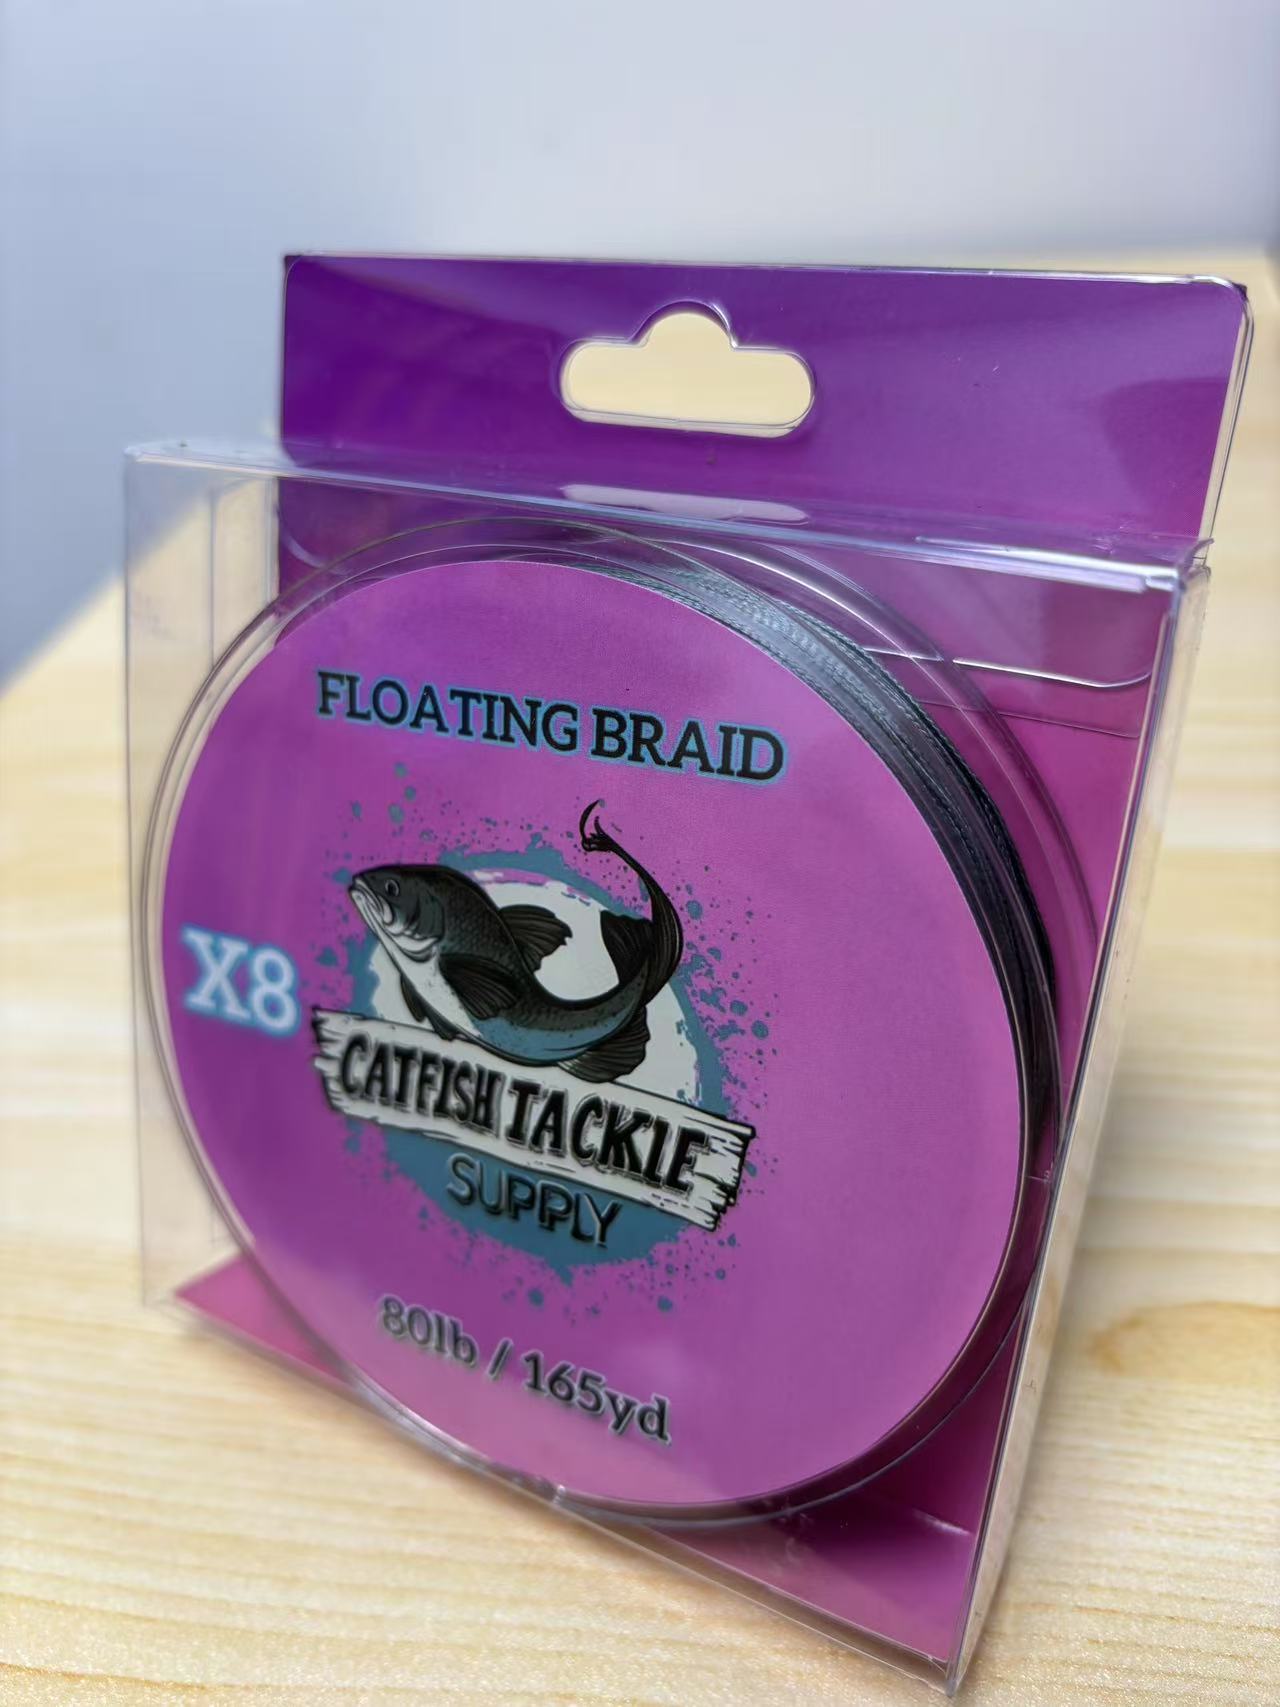 FLOATING BRAID
X8
CATFISH TACKLE
SUPPLY
80lb / 165yd